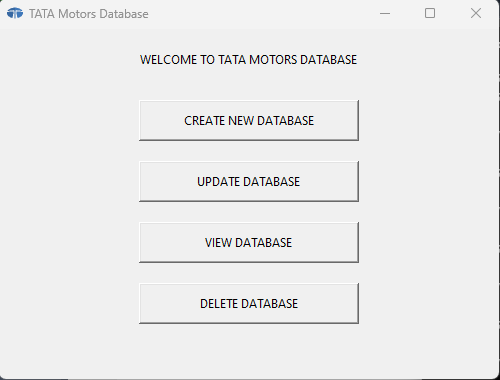 TATA Motors Database
WELCOME TO TATA MOTORS DATABASE
CREATE NEW DATABASE
UPDATE DATABASE
VIEW DATABASE
DELETE DATABASE